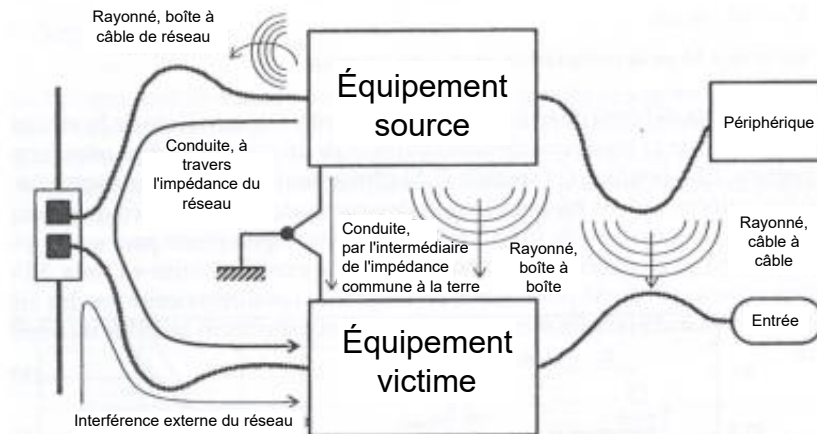 Rayonné, boîte à
câble de réseau
Équipement
source
Périphérique
Conduite, à
travers
l'impédance du
réseau
Conduite,
par l'intermédiaire
de l'impédance
commune à la terre
Rayonné,
boîte à
boîte
Rayonné,
câble à
câble
Entrée
Équipement
victime
Interférence externe du réseau